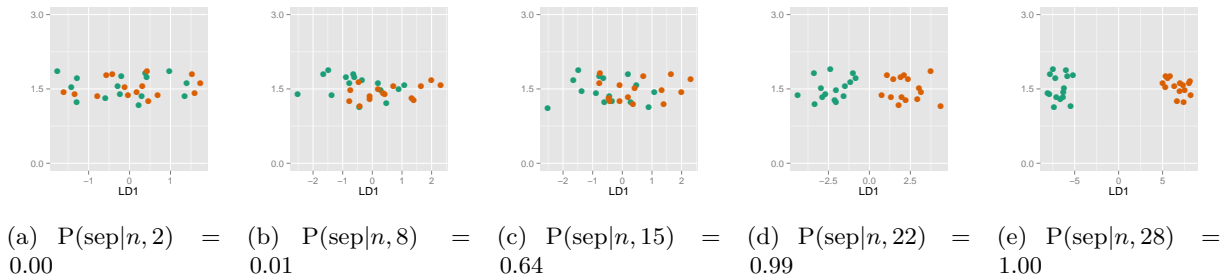 3.0
1.5
0.0
−1 0 1
LD1
3.0
1.5
0.0
−2 −1 0 1 2
LD1
3.0
1.5
0.0
−2 −1 0 1 2
LD1
3.0
1.5
0.0
−2.5 0.0 2.5
LD1
3.0
1.5
0.0
−5 0 5
LD1
(a) P(sep|n, 2) =
0.00
(b) P(sep|n, 8) =
0.01
(c) P(sep|n, 15) =
0.64
(d) P(sep|n, 22) =
0.99
(e) P(sep|n, 28) =
1.00